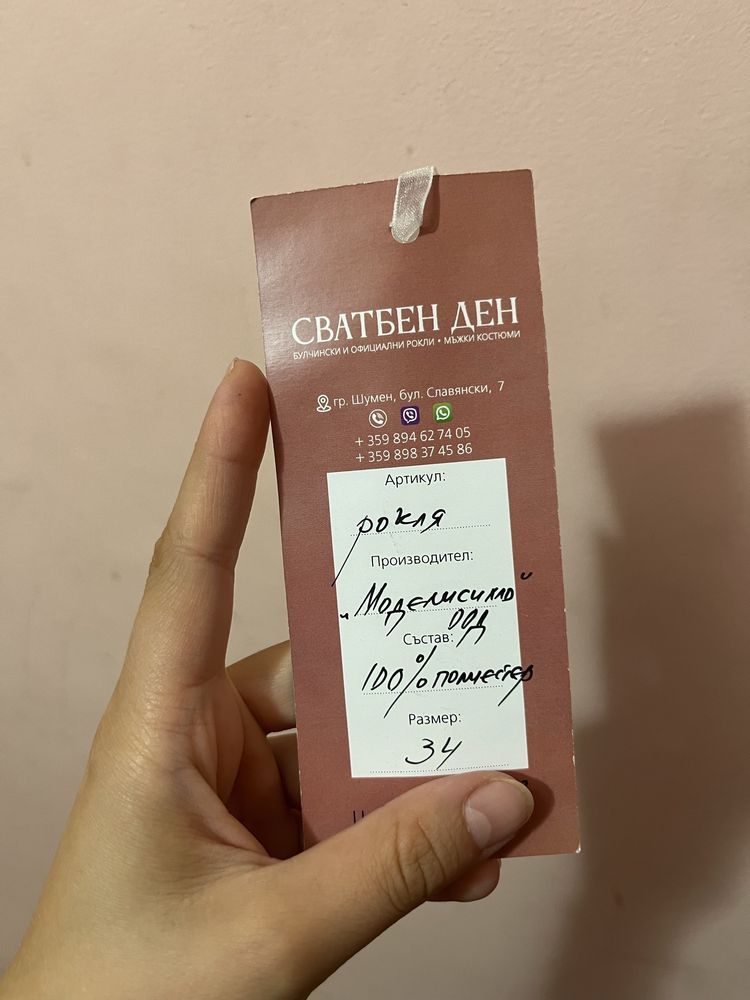 СВАТБЕН ДЕН
БУЛЧИНСКИ И ОФИЦИАЛНИ РОКЛИ • МЪЖКИ КОСТЮМИ
гр. Шумен, бул. Славянски, 7
+ 359 894 62 74 05
+ 359 898 37 45 86
Артикул:
рокля
Производител:
ООД
Състав:
100% полиестер
Размер:
34